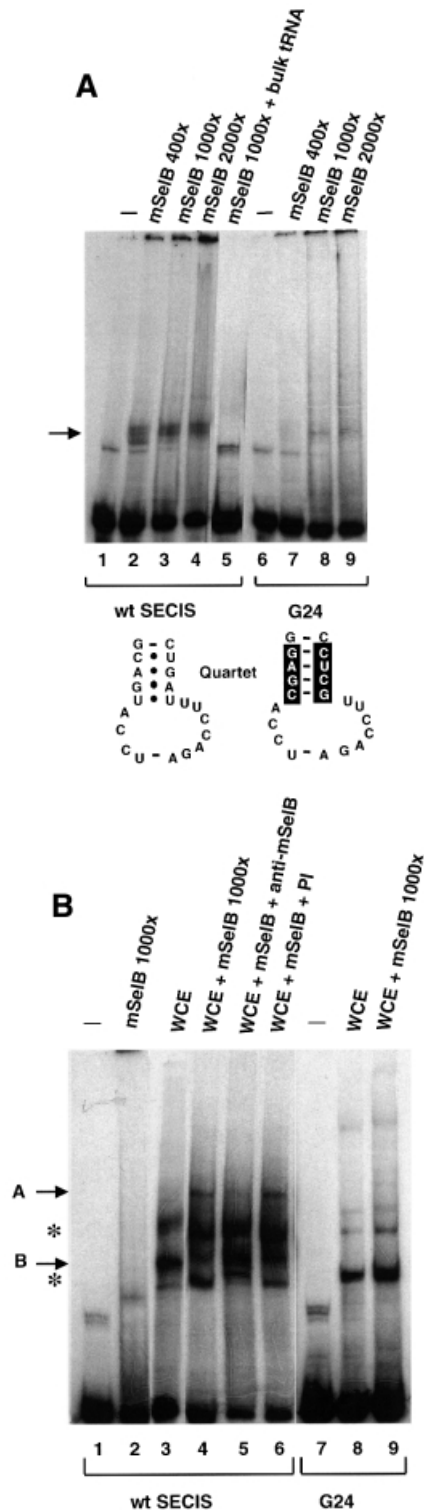 A
—
mSelB 400x
mSelB 1000x
mSelB 2000x
mSelB 1000x + bulk tRNA
—
mSelB 400x
mSelB 1000x
mSelB 2000x
1 2 3 4 5 6 7 8 9
wt SECIS
G24
Quartet
G – C
C • U
A • G
G • A
U • U
U U C C A G
A C C U – A
G – C
G – C
A – U
G – C
C – G
U U C C A G
A C C U – A
B
—
mSelB 1000x
WCE
WCE + mSelB 1000x
WCE + mSelB + anti-mSelB
WCE + mSelB + PI
—
WCE
WCE + mSelB 1000x
A
*
B
*
1 2 3 4 5 6 7 8 9
wt SECIS
G24